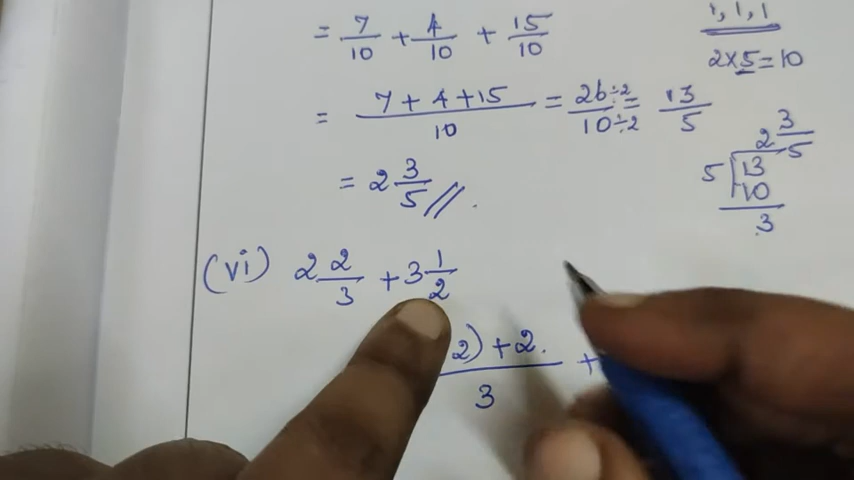 = 7/10 + 4/10 + 15/10
1, 1, 1
2×5=10
= 7 + 4 + 15 / 10 = 26÷2 / 10÷2 = 13/5
= 2 3/5 //.
2 3/5
5 13
10
3
(vi) 2 2/3 + 3 1/2
2) + 2. / 3 +